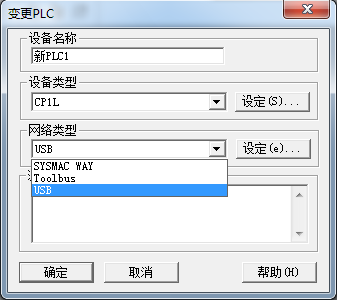 变更PLC
设备名称
新PLC1
设备类型
CP1L
设定(S)...
网络类型
USB
设定(e)...
SYSMAC WAY
Toolbus
USB
确定
取消
帮助(H)